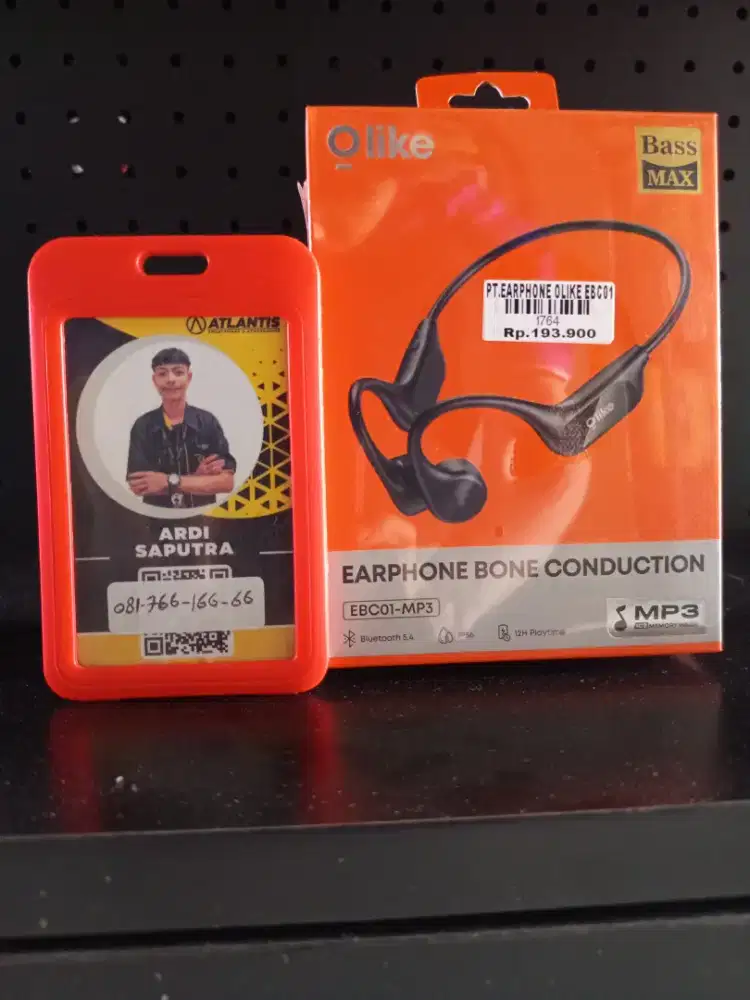 ATLANTIS
ARDI
SAPUTRA
081-766-166-66
Olike
Bass
MAX
PT.EARPHONE OLIKE EBC01
1764
Rp.193.900
Olike
EARPHONE BONE CONDUCTION
EBC01-MP3
MP3
Bluetooth 5.4
12H Playtime